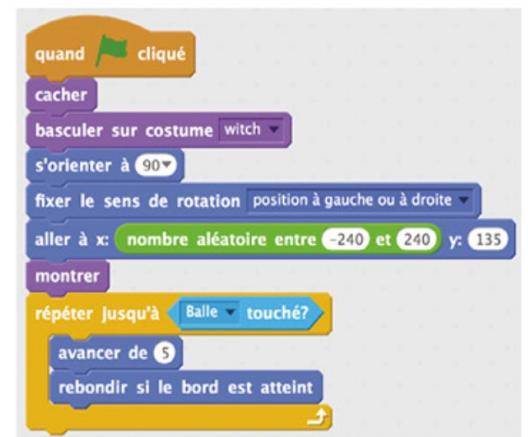 quand cliqué
cacher
basculer sur costume witch
s'orienter à 90
fixer le sens de rotation position à gauche ou à droite
aller à x: nombre aléatoire entre -240 et 240 y: 135
montrer
répéter jusqu'à Balle touché?
avancer de 5
rebondir si le bord est atteint